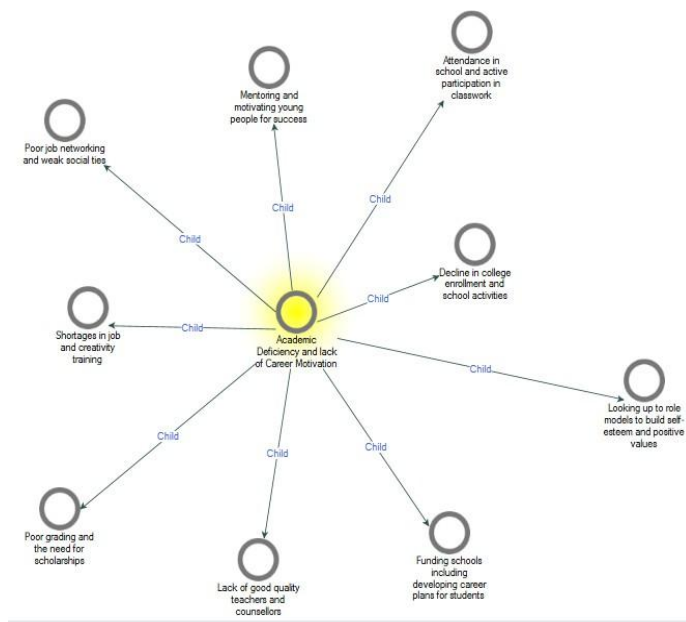 Attendance in
school and active
participation in
classwork
Mentoring and
motivating young
people for success
Poor job networking
and weak social ties
Child
Child
Child
Decline in college
enrollment and
school activities
Child
Shortages in job
and creativity
training
Child
Academic
Deficiency and lack
of Career Motivation
Child
Looking up to role
models to build self-
esteem and positive
values
Child
Child
Child
Poor grading and
the need for
scholarships
Lack of good quality
teachers and
counsellors
Funding schools
including
developing career
plans for students